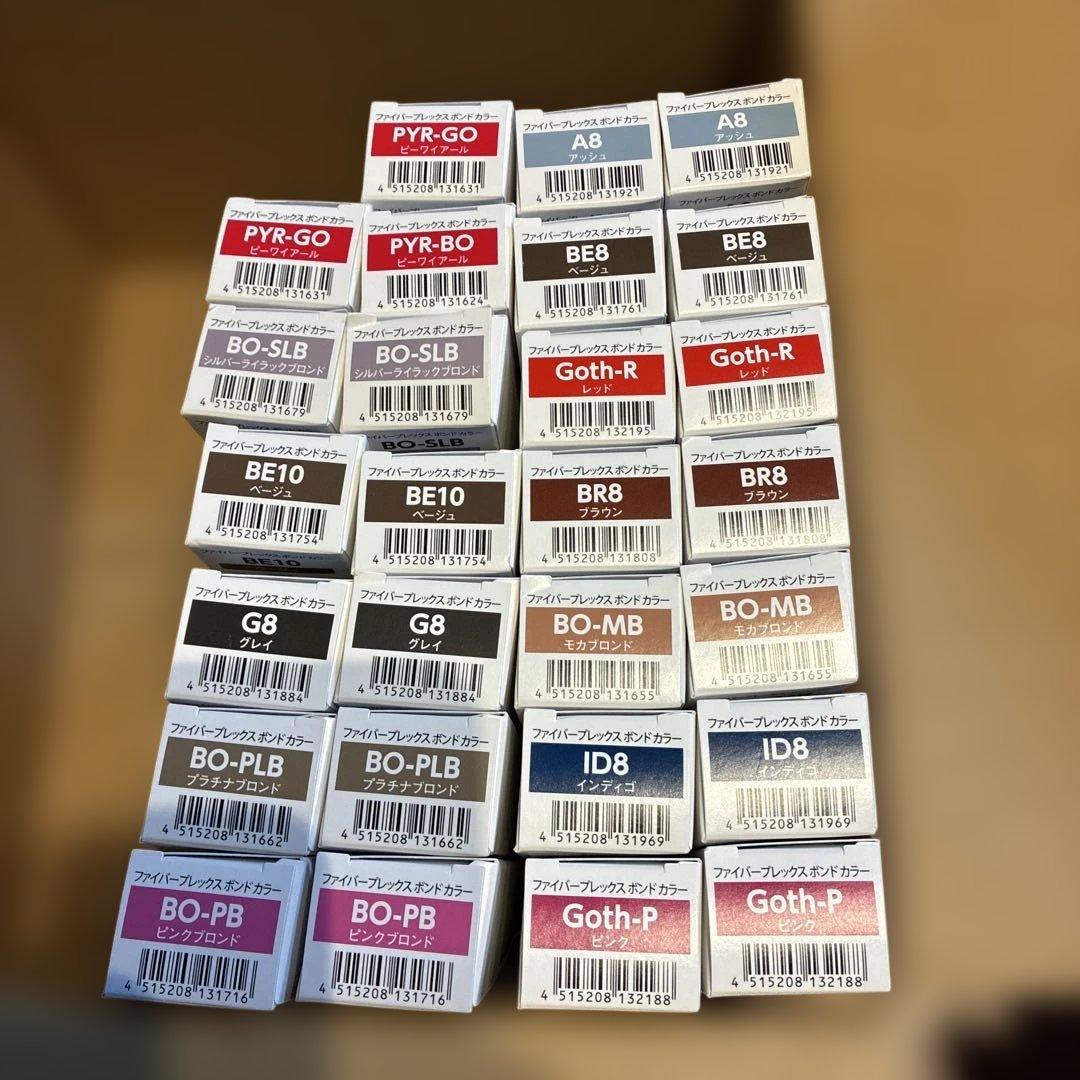 ファイバープレックス ボンドカラー
PYR-GO
ピーワイアール
4 515208 131631
ファイバープレックス ボンドカラー
A8
アッシュ
4 515208 131921
ファイバープレックス ボンドカラー
A8
アッシュ
4 515208 131921
ファイバープレックス ボンドカラー
PYR-GO
ピーワイアール
4 515208 131631
PYR-BO
ピーワイアール
4 515208 131624
ファイバープレックス ボンドカラー
BE8
ベージュ
4 515208 131761
ファイバープレックス ボンドカラー
BE8
ベージュ
4 515208 131761
ファイバープレックス ボンドカラー
BO-SLB
シルバーライラックブロンド
4 515208 131679
ファイバープレックス ボンドカラー
BO-SLB
シルバーライラックブロンド
4 515208 131679
BO-SLB
ファイバープレックス ボンドカラー
Goth-R
レッド
4 515208 132195
ファイバープレックス ボンドカラー
Goth-R
レッド
4 515208 132195
ファイバープレックス ボンドカラー
BE10
ベージュ
4 515208 131754
ファイバープレックス ボンドカラー
BE10
ファイバープレックス ボンドカラー
BE10
ベージュ
4 515208 131754
ファイバープレックス ボンドカラー
BR8
ブラウン
4 515208 131808
ファイバープレックス ボンドカラー
BR8
ブラウン
4 515208 131808
ファイバープレックス ボンドカラー
G8
グレイ
4 515208 131884
ファイバープレックス ボンドカラー
G8
グレイ
4 515208 131884
ファイバープレックス ボンドカラー
BO-MB
モカブロンド
4 515208 131655
ファイバープレックス ボンドカラー
BO-MB
モカブロンド
4 515208 131655
ファイバープレックス ボンドカラー
BO-PLB
プラチナブロンド
4 515208 131662
ファイバープレックス ボンドカラー
BO-PLB
プラチナブロンド
4 515208 131662
ファイバープレックス ボンドカラー
ID8
インディゴ
4 515208 131969
ファイバープレックス ボンドカラー
ID8
インディゴ
4 515208 131969
ファイバープレックス ボンドカラー
BO-PB
ピンクブロンド
4 515208 131716
ファイバープレックス ボンドカラー
BO-PB
ピンクブロンド
4 515208 131716
ファイバープレックス ボンドカラー
Goth-P
ピンク
4 515208 132188
ファイバープレックス ボンドカラー
Goth-P
ピンク
4 515208 132188